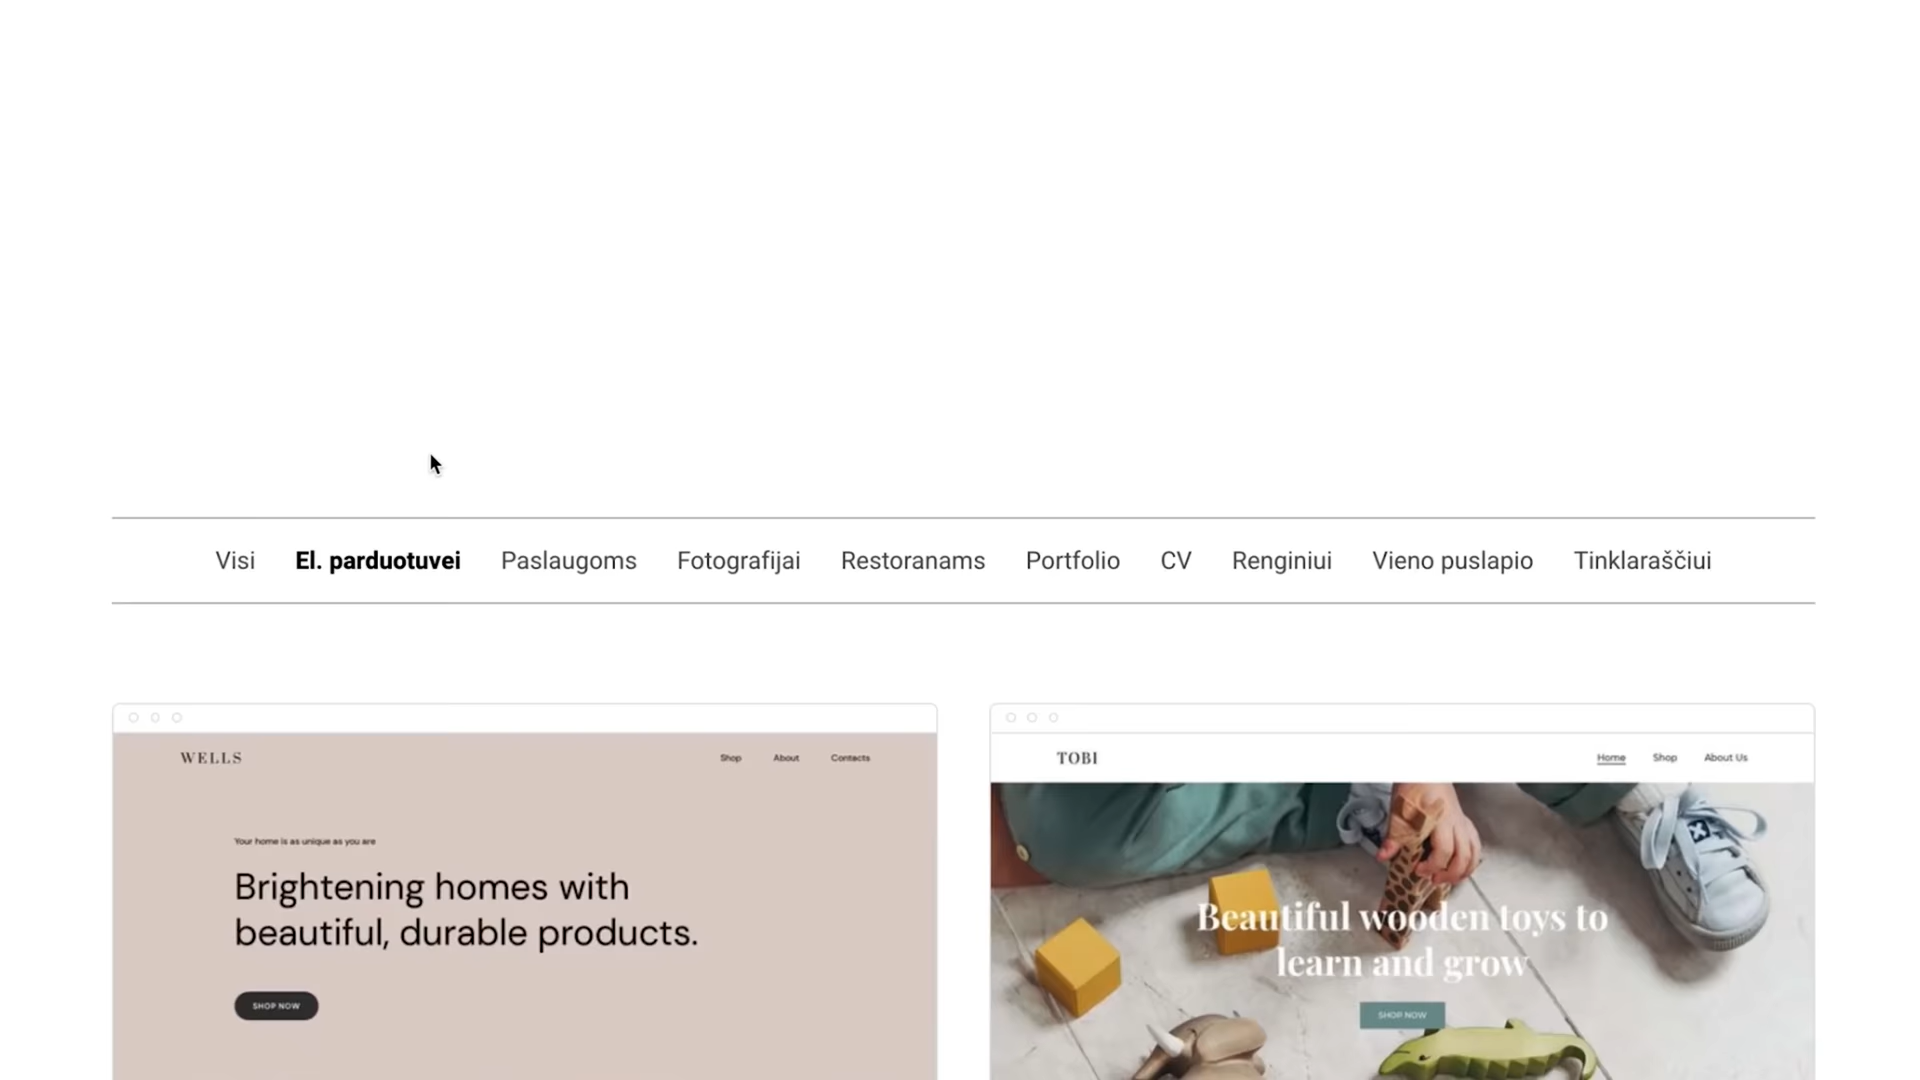 Visi El. parduotuvei Paslaugoms Fotografijai Restoranams Portfolio CV Renginiui Vieno puslapio Tinklaraščiui
WELLS Shop About Contacts
Your home is as unique as you are
Brightening homes with
beautiful, durable products.
SHOP NOW
TOBI Home Shop About Us
Beautiful wooden toys to
learn and grow
SHOP NOW